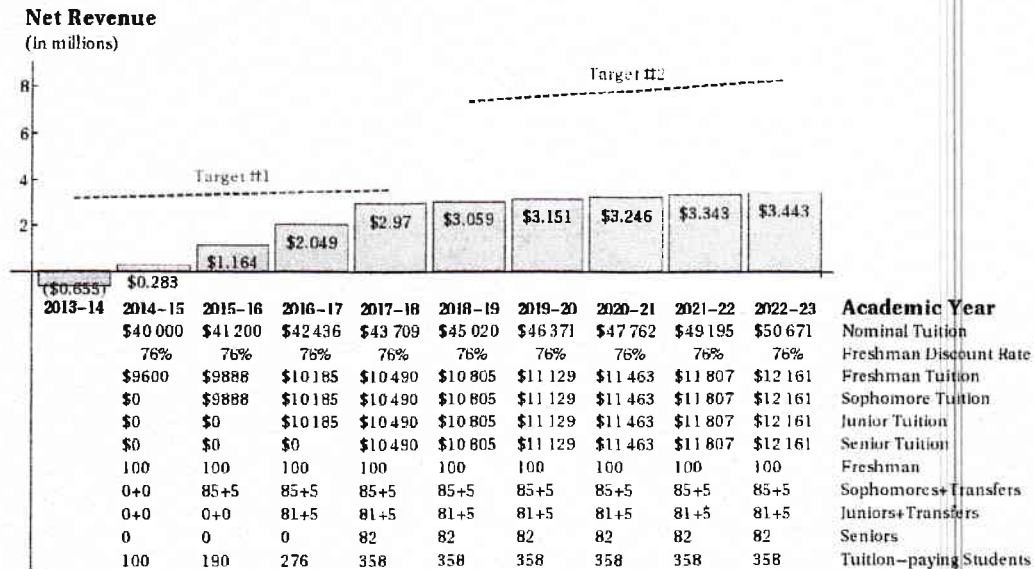 Net Revenue
(In millions)
8
Target #2
6
4
Target #1
2
$2.97 $3.059 $3.151 $3.246 $3.343 $3.443
$2.049
$1.164
($0.655) $0.283
2013–14 2014–15 2015–16 2016–17 2017–18 2018–19 2019–20 2020–21 2021–22 2022–23 Academic Year
$40 000 $41 200 $42 436 $43 709 $45 020 $46 371 $47 762 $49 195 $50 671 Nominal Tuition
76% 76% 76% 76% 76% 76% 76% 76% 76% Freshman Discount Rate
$9600 $9888 $10 185 $10 490 $10 805 $11 129 $11 463 $11 807 $12 161 Freshman Tuition
$0 $9888 $10 185 $10 490 $10 805 $11 129 $11 463 $11 807 $12 161 Sophomore Tuition
$0 $0 $10 185 $10 490 $10 805 $11 129 $11 463 $11 807 $12 161 Junior Tuition
$0 $0 $0 $10 490 $10 805 $11 129 $11 463 $11 807 $12 161 Senior Tuition
100 100 100 100 100 100 100 100 100 Freshman
0+0 85+5 85+5 85+5 85+5 85+5 85+5 85+5 85+5 Sophomores+Transfers
0+0 0+0 81+5 81+5 81+5 81+5 81+5 81+5 81+5 Juniors+Transfers
0 0 0 82 82 82 82 82 82 Seniors
100 190 276 358 358 358 358 358 358 Tuition–paying Students